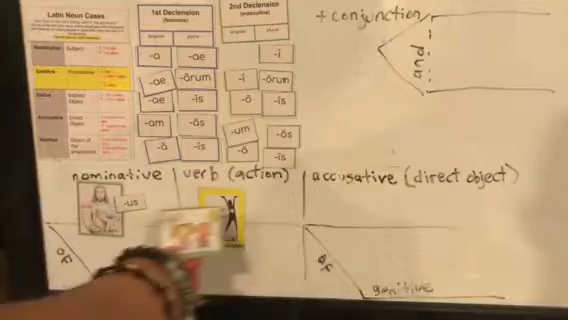 Latin Noun Cases
1st Declension
(feminine)
singular plural
2nd Declension
(masculine)
singular plural
Nominative Subject -a -ae -ī
Genitive Possessive -ae -ārum -ī -ōrum
Dative Indirect Object -ae -īs -ō -īs
Accusative Direct Object -am -ās -um -ōs
Object of the preposition -ā -īs -ō -īs
+ conjunction
and
nominative verb (action) accusative (direct object)
-us
of
of
genitive